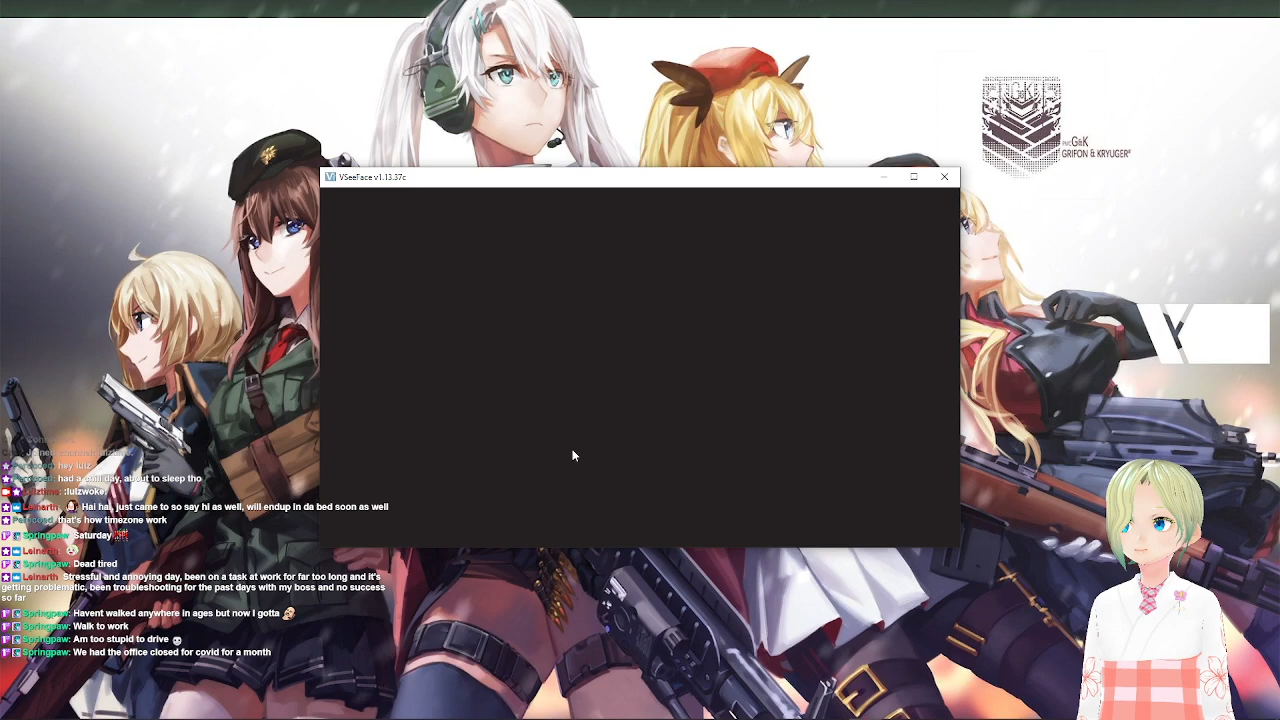 G&K
PMC G&K
GRIFON & KRYUGER
VSeeFace v1.13.37c
hey lulz
had a chill day, about to sleep tho
:lulzwoke:
Leinarth: Hai hai, just came to so say hi as well, will endup in da bed soon as well
that's how timezone work
Springpaw: Saturday
Leinarth:
Springpaw: Dead tired
Leinarth: Stressful and annoying day, been on a task at work for far too long and it's
getting problematic, been troubleshooting for the past days with my boss and no success
so far
Springpaw: Havent walked anywhere in ages but now I gotta
Springpaw: Walk to work
Springpaw: Am too stupid to drive
Springpaw: We had the office closed for covid for a month